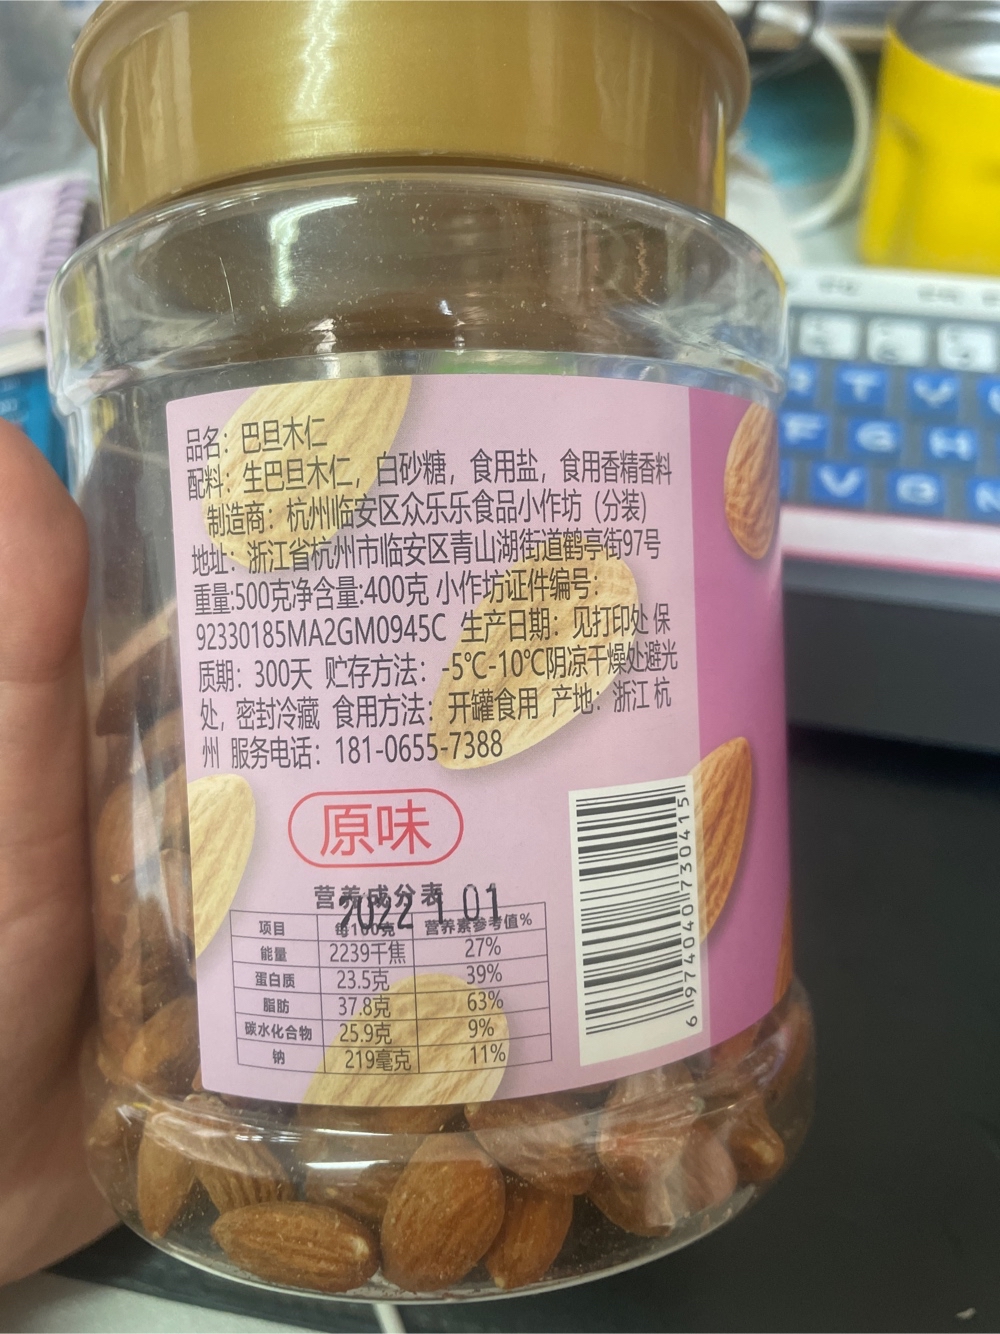 品名：巴旦木仁
配料：生巴旦木仁，白砂糖，食用盐，食用香精香料
制造商：杭州临安区众乐乐食品小作坊（分装）
地址：浙江省杭州市临安区青山湖街道鹤亭街97号
重量:500克净含量:400克 小作坊证件编号：
92330185MA2GM0945C 生产日期：见打印处 保
质期：300天 贮存方法：-5℃-10℃阴凉干燥处避光
处，密封冷藏 食用方法：开罐食用 产地：浙江 杭
州 服务电话：181-0655-7388
原味
营养成分表
2022 1 01
项目 每100克 营养素参考值%
能量 2239千焦 27%
蛋白质 23.5克 39%
脂肪 37.8克 63%
碳水化合物 25.9克 9%
钠 219毫克 11%
6974040730415
T V
F G H
V B N